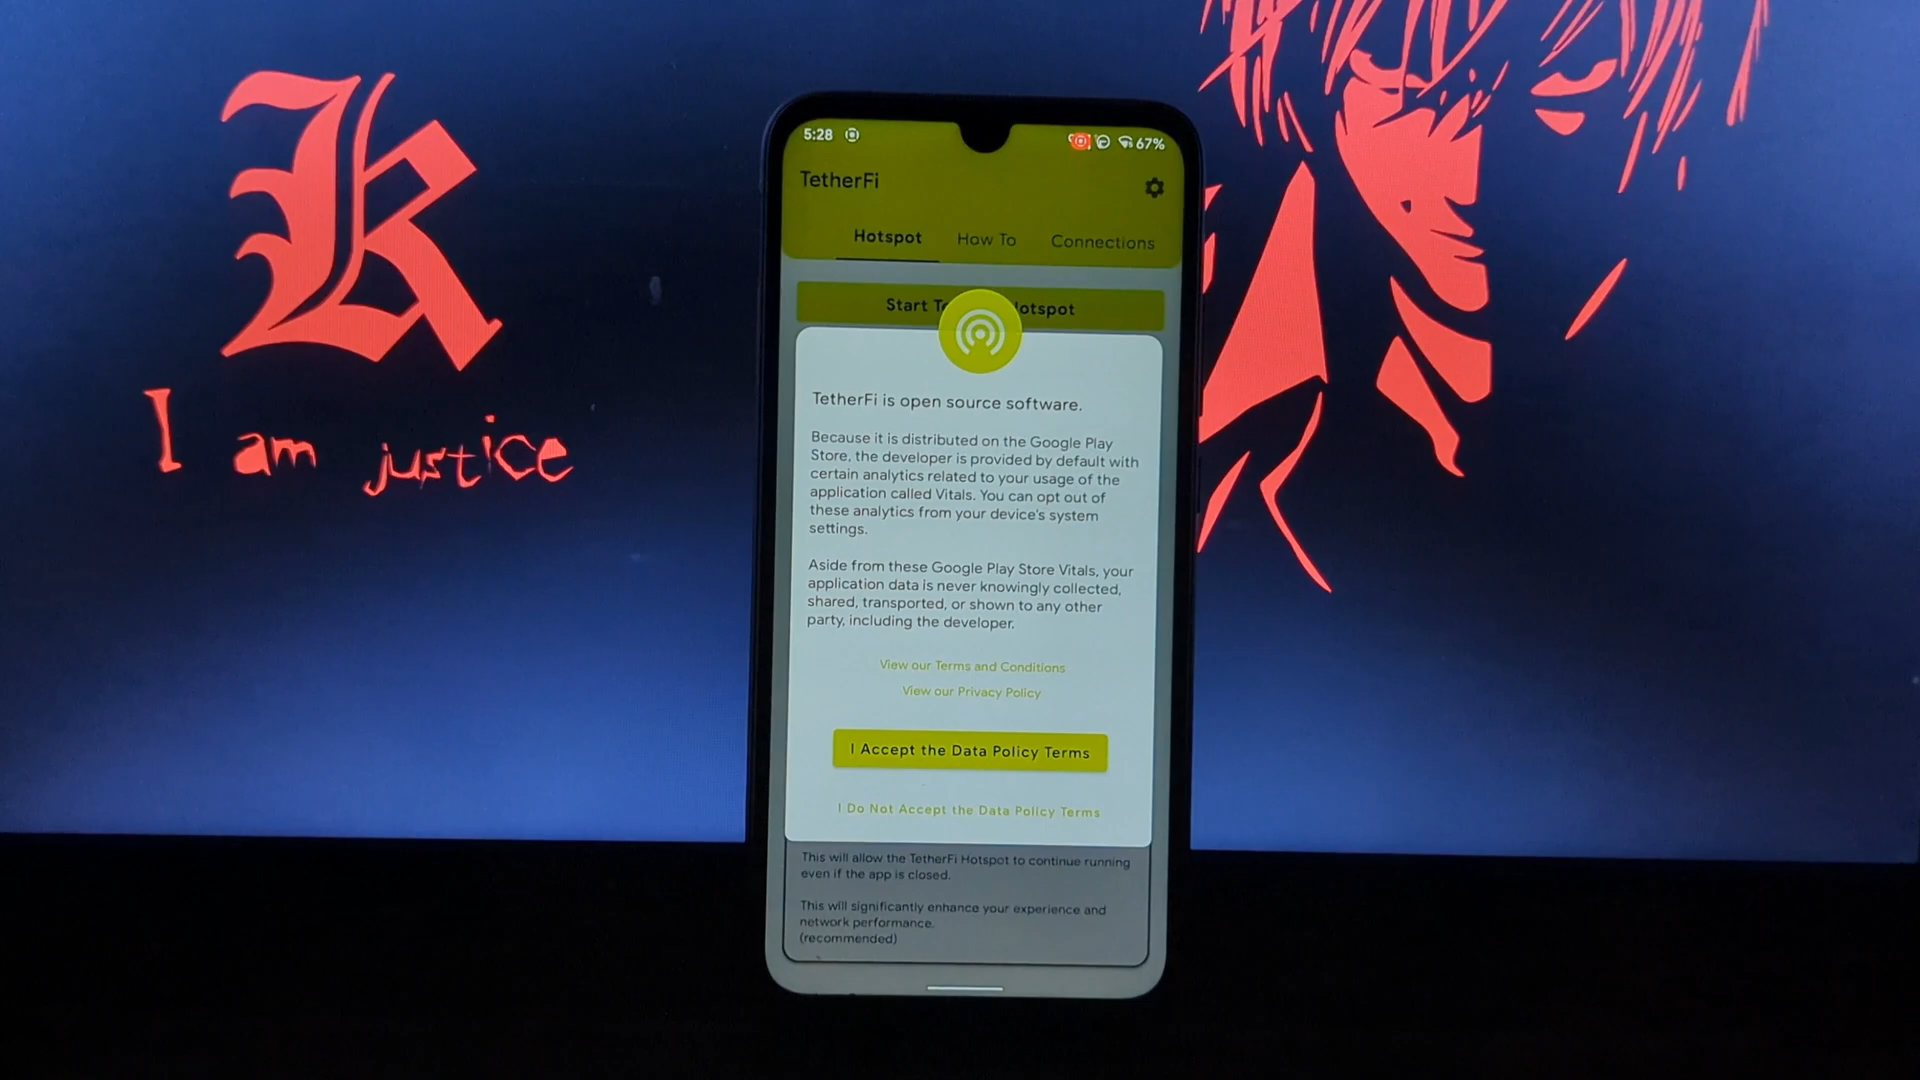 K
I am justice
5:28 67%
TetherFi
Hotspot How To Connections
Start T otspot
TetherFi is open source software.
Because it is distributed on the Google Play
Store, the developer is provided by default with
certain analytics related to your usage of the
application called Vitals. You can opt out of
these analytics from your device's system
settings.
Aside from these Google Play Store Vitals, your
application data is never knowingly collected,
shared, transported, or shown to any other
party, including the developer.
View our Terms and Conditions
View our Privacy Policy
I Accept the Data Policy Terms
I Do Not Accept the Data Policy Terms
This will allow the TetherFi Hotspot to continue running
even if the app is closed.
This will significantly enhance your experience and
network performance.
(recommended)